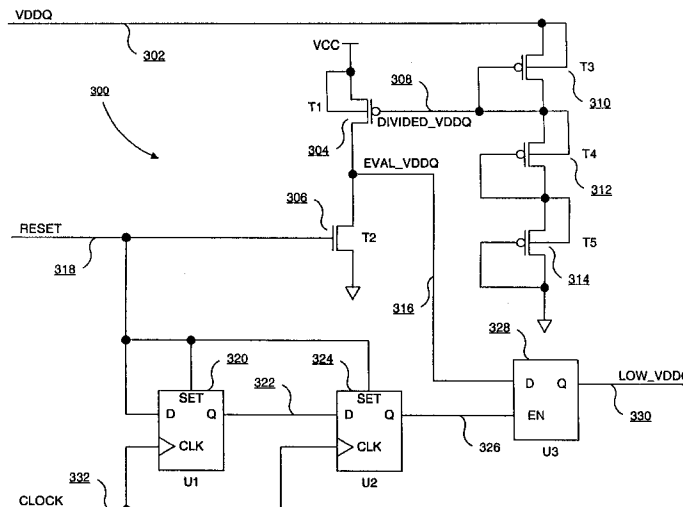 VDDQ
302
VCC
300
308
T3
310
T1
DIVIDED_VDDQ
304
T4
312
EVAL_VDDQ
306
RESET
T2
T5
318
314
316
328
320
324
LOW_VDDQ
SET
SET
322
D Q
D Q
D Q
EN
330
326
CLK
CLK
U3
332
U1
U2
CLOCK